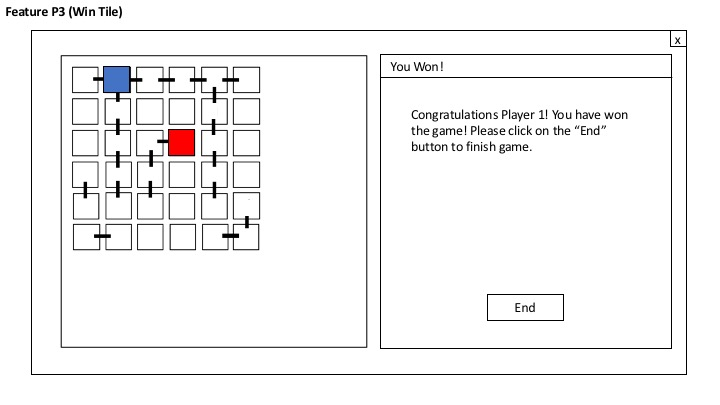 Feature P3 (Win Tile)
x
You Won!
Congratulations Player 1! You have won
the game! Please click on the “End”
button to finish game.
End